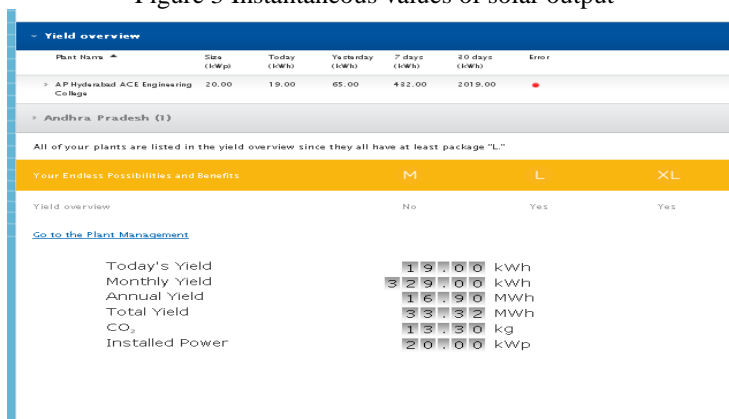 Figure 3 Instantaneous values of solar output
Yield overview
Plant Name Size (kWp) Today (kWh) Yesterday (kWh) 7 days (kWh) 30 days (kWh) Error
AP Hyderabad ACE Engineering College 20.00 19.00 65.00 432.00 2019.00
Andhra Pradesh (1)
All of your plants are listed in the yield overview since they all have at least package "L."
Your Endless Possibilities and Benefits M L XL
Yield overview No Yes Yes
Go to the Plant Management
Today's Yield 19.00 kWh
Monthly Yield 329.00 kWh
Annual Yield 16.90 MWh
Total Yield 33.32 MWh
CO₂ 13.30 kg
Installed Power 20.00 kWp